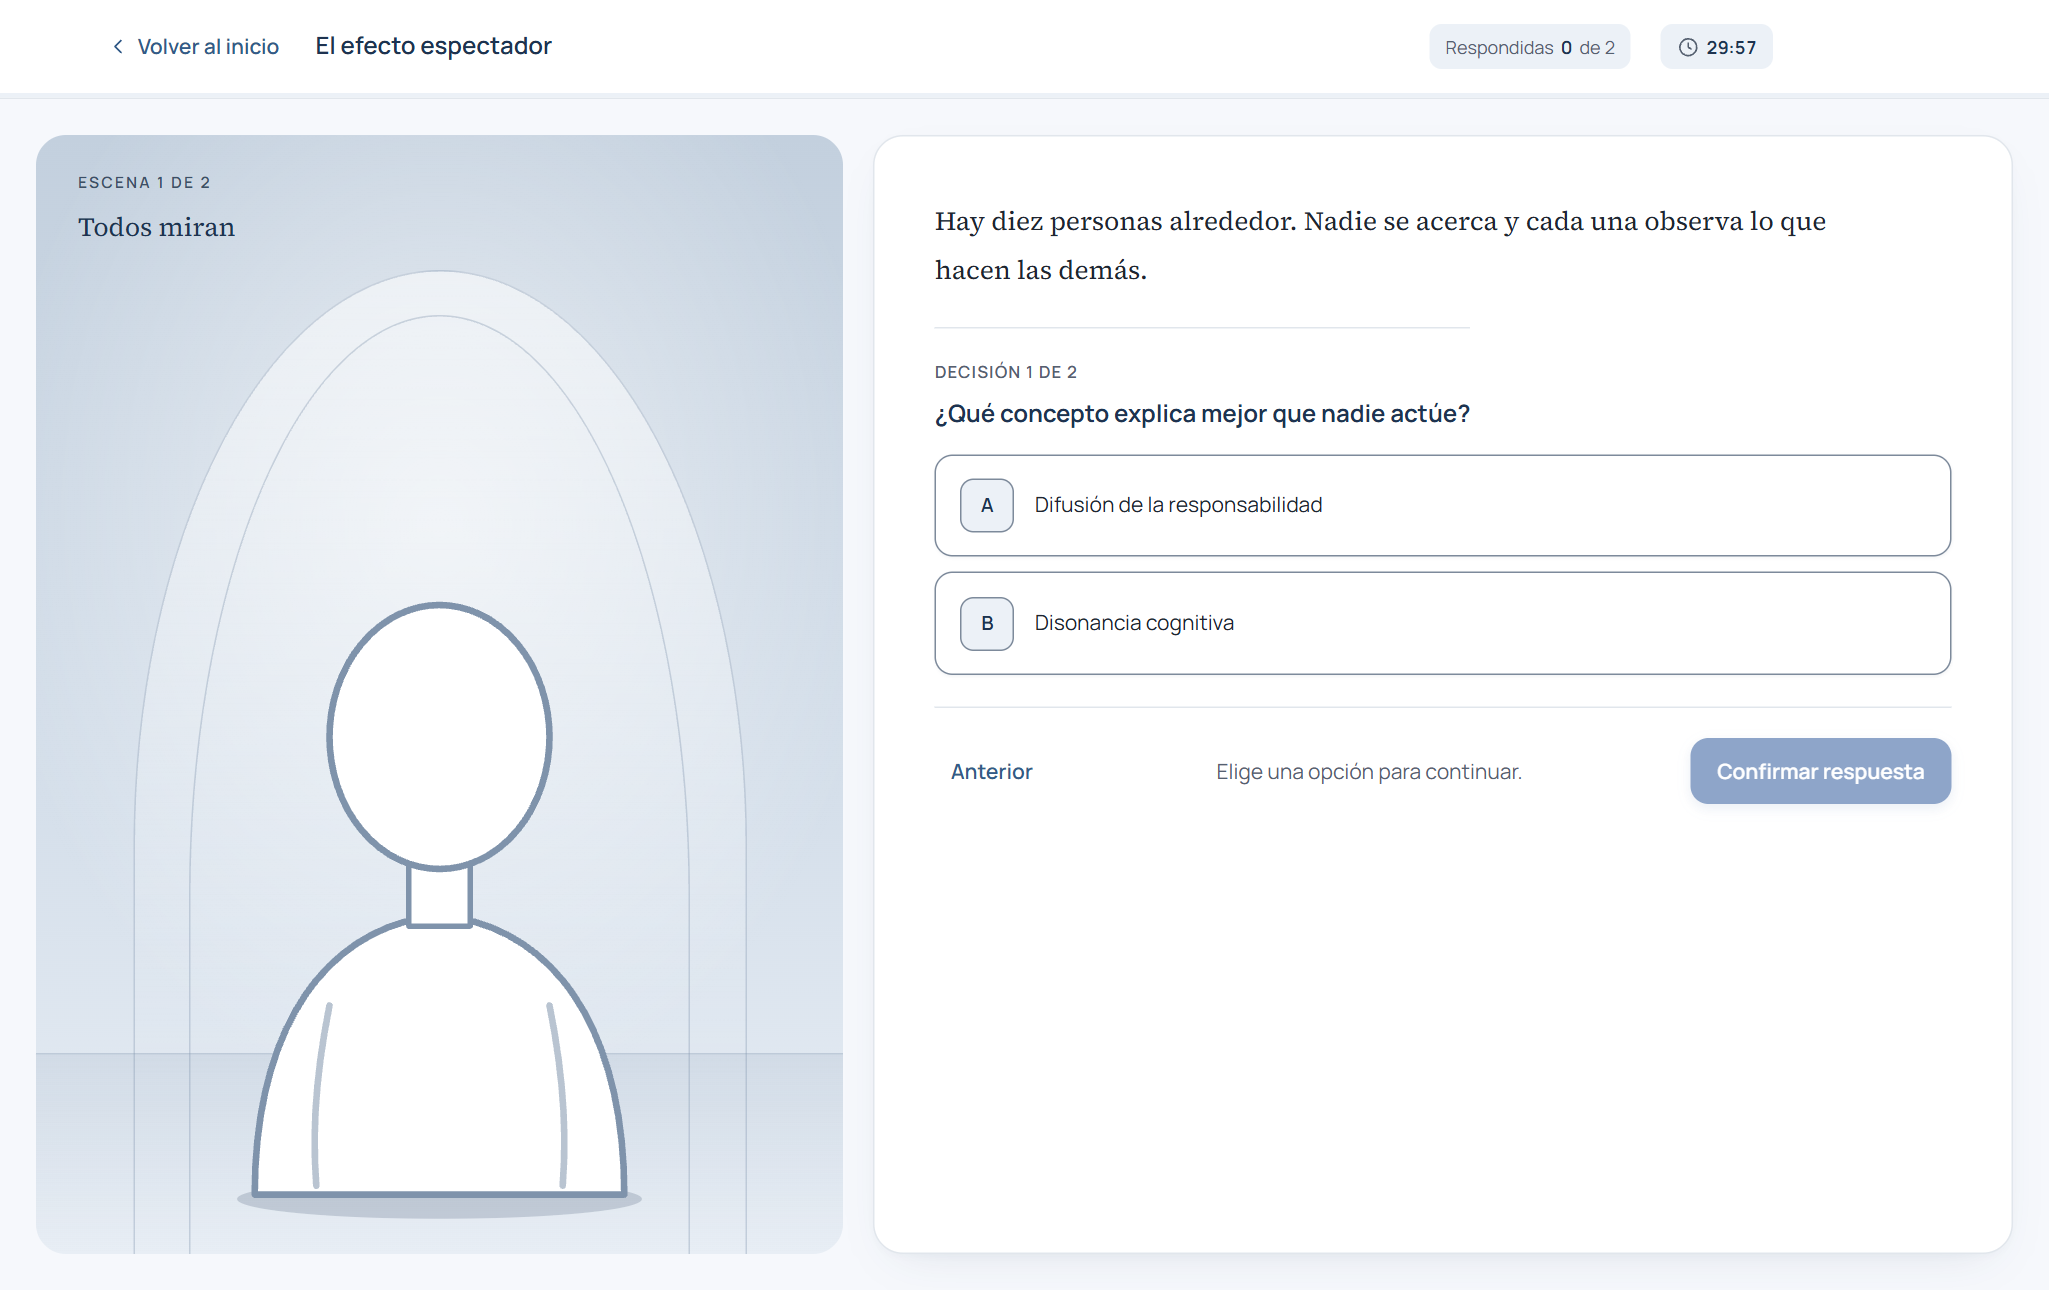 Volver al inicio
El efecto espectador
Respondidas 0 de 2
29:57
ESCENA 1 DE 2
Todos miran
Hay diez personas alrededor. Nadie se acerca y cada una observa lo que
hacen las demás.
DECISIÓN 1 DE 2
¿Qué concepto explica mejor que nadie actúe?
A Difusión de la responsabilidad
B Disonancia cognitiva
Anterior
Elige una opción para continuar.
Confirmar respuesta